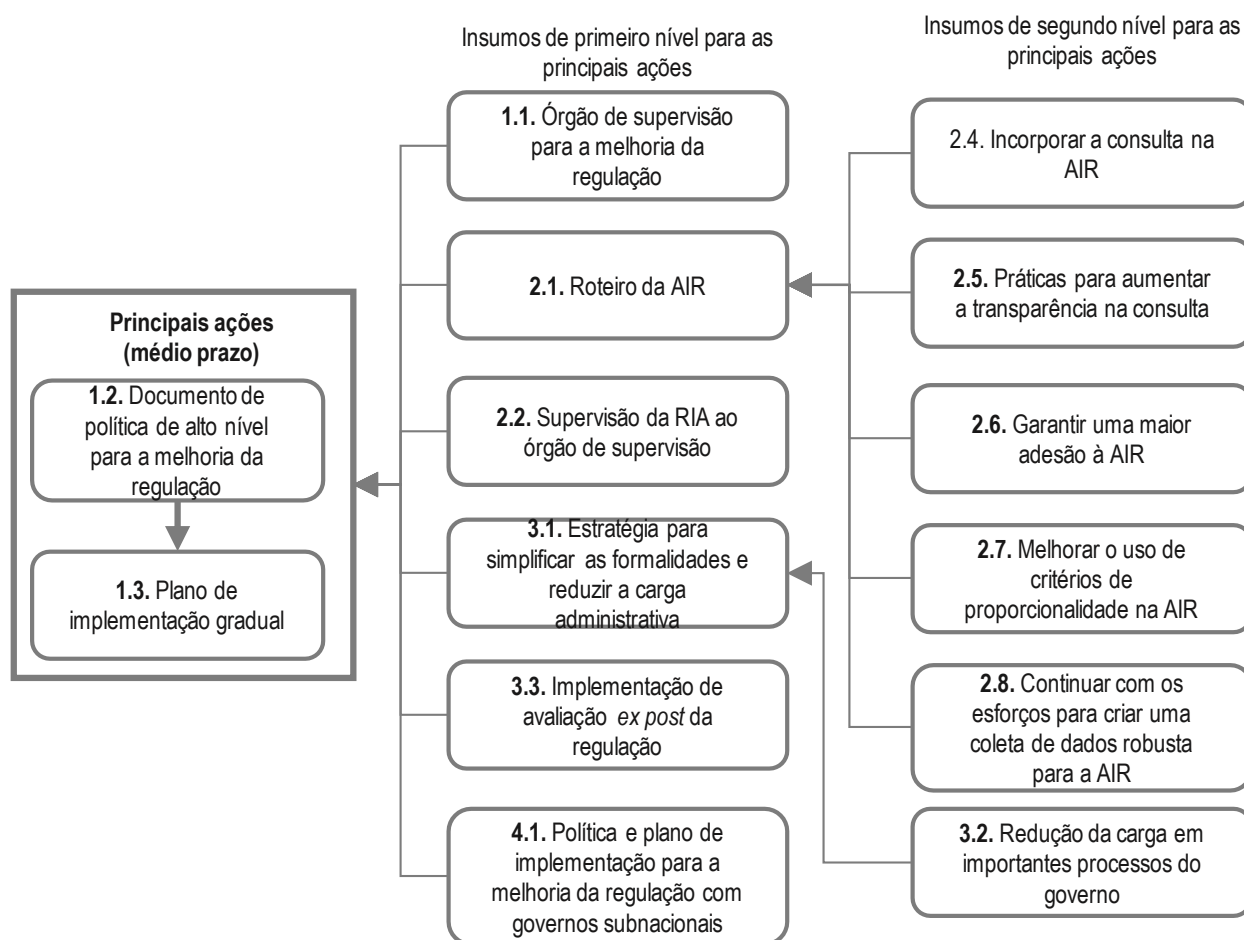 Insumos de primeiro nível para as
principais ações
Insumos de segundo nível para as
principais ações
Principais ações
(médio prazo)
1.2. Documento de
política de alto nível
para a melhoria da
regulação
1.3. Plano de
implementação gradual
1.1. Órgão de supervisão
para a melhoria da
regulação
2.1. Roteiro da AIR
2.2. Supervisão da RIA ao
órgão de supervisão
3.1. Estratégia para
simplificar as formalidades e
reduzir a carga
administrativa
3.3. Implementação de
avaliação ex post da
regulação
4.1. Política e plano de
implementação para a
melhoria da regulação com
governos subnacionais
2.4. Incorporar a consulta na
AIR
2.5. Práticas para aumentar
a transparência na consulta
2.6. Garantir uma maior
adesão à AIR
2.7. Melhorar o uso de
critérios de
proporcionalidade na AIR
2.8. Continuar com os
esforços para criar uma
coleta de dados robusta
para a AIR
3.2. Redução da carga em
importantes processos do
governo